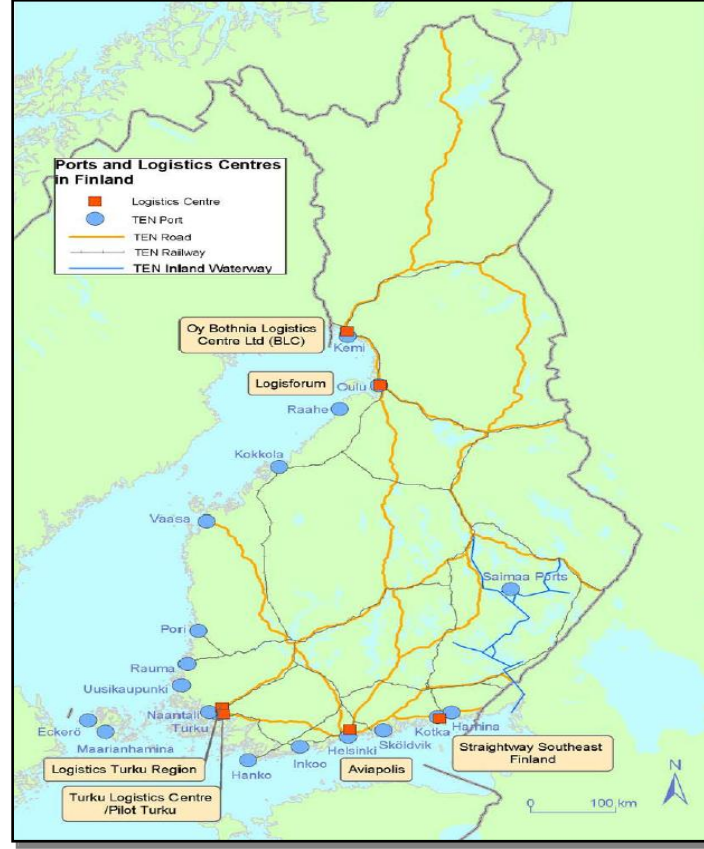 Ports and Logistics Centres
in Finland
Logistics Centre
TEN Port
TEN Road
TEN Railway
TEN Inland Waterway
Oy Bothnia Logistics
Centre Ltd (BLC)
Kemi
Logisforum
Oulu
Raahe
Kokkola
Vaasa
Saimaa Ports
Pori
Rauma
Uusikaupunki
Naantali
Turku
Eckerö
Maarianhamina
Hamina
Kotka
Sköldvik
Helsinki
Inkoo
Hanko
Straightway Southeast
Finland
Logistics Turku Region
Aviapolis
Turku Logistics Centre
/Pilot Turku
N
0 100 km